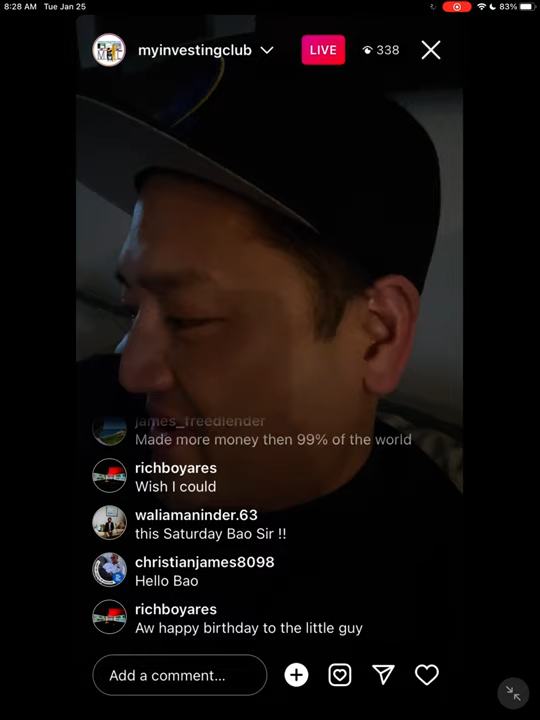 8:28 AM Tue Jan 25
83%
myinvestingclub
LIVE
338
james_freedlender
Made more money then 99% of the world
richboyares
Wish I could
waliamaninder.63
this Saturday Bao Sir !!
christianjames8098
Hello Bao
richboyares
Aw happy birthday to the little guy
Add a comment...